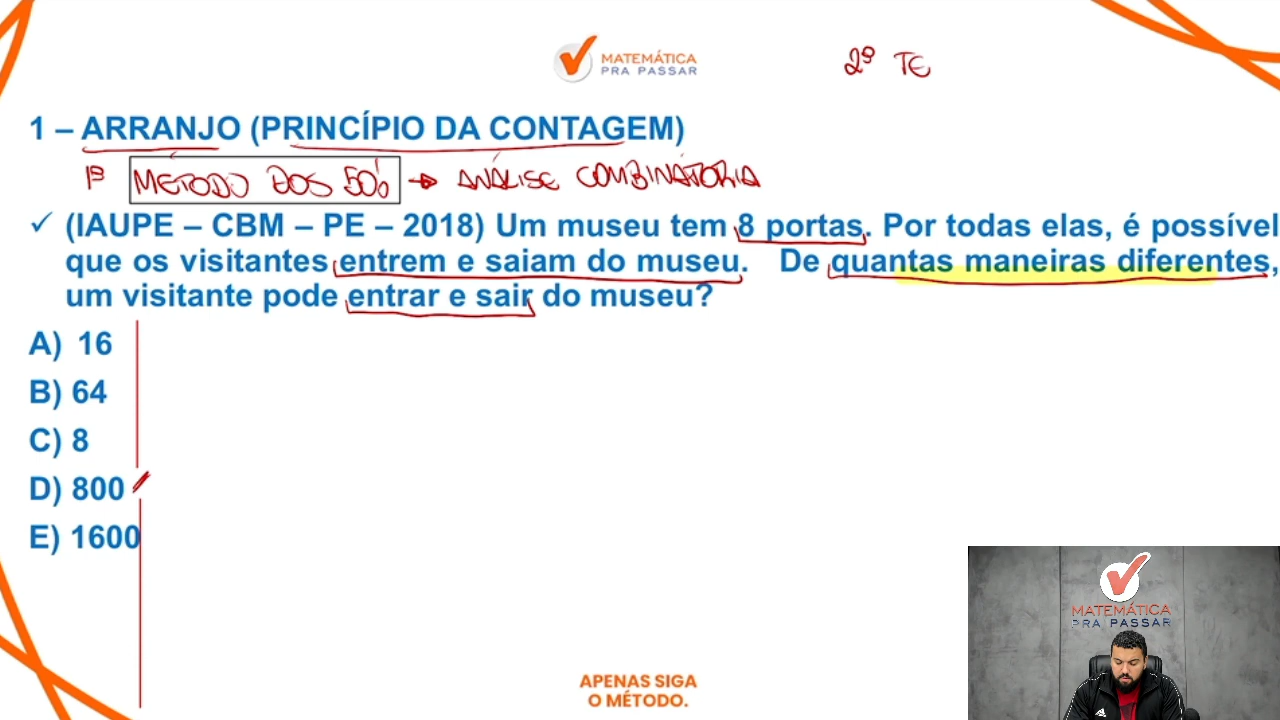 MATEMÁTICA
PRA PASSAR
2º TE
1 – ARRANJO (PRINCÍPIO DA CONTAGEM)
1º MÉTODO DOS 50% → ANÁLISE COMBINATÓRIA
✓ (IAUPE – CBM – PE – 2018) Um museu tem 8 portas. Por todas elas, é possível
que os visitantes entrem e saiam do museu. De quantas maneiras diferentes,
um visitante pode entrar e sair do museu?
A) 16
B) 64
C) 8
D) 800
E) 1600
MATEMÁTICA
PRA PASSAR
APENAS SIGA
O MÉTODO.